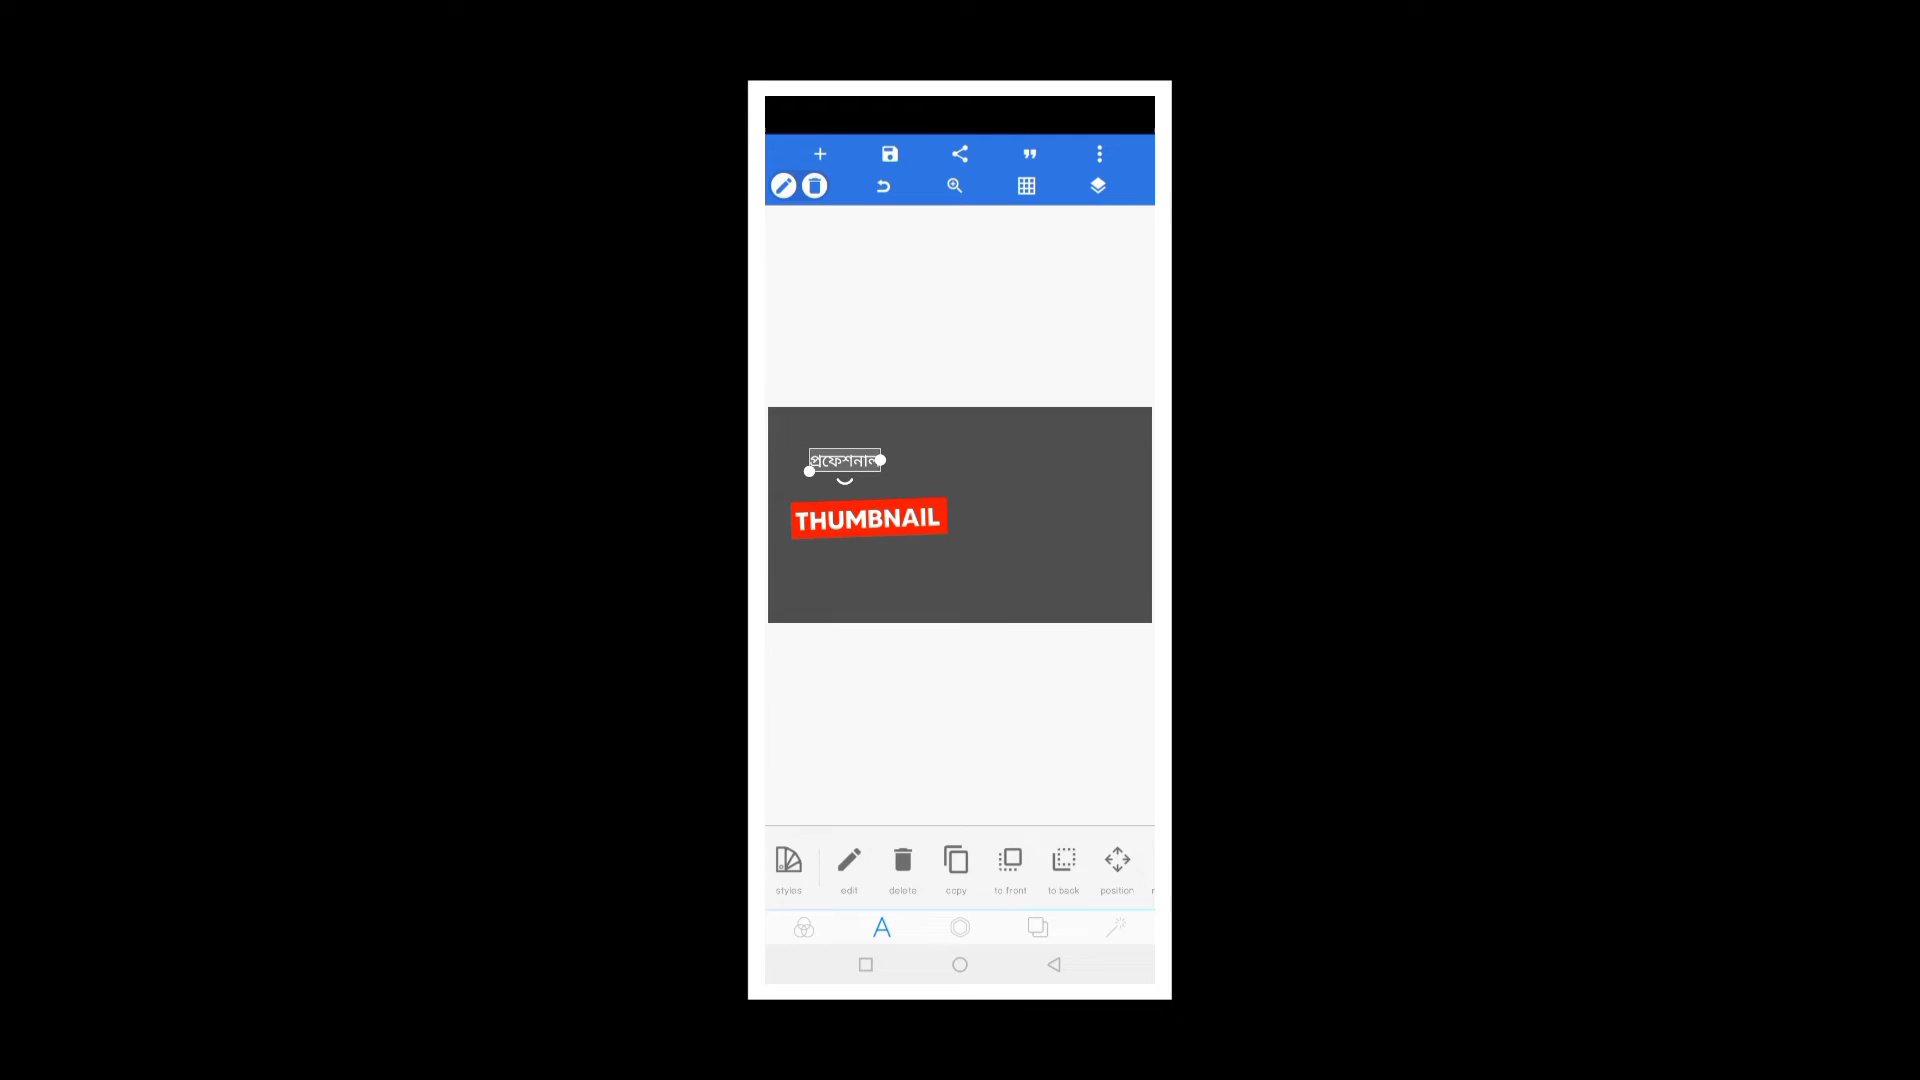 প্রফেশনাল
THUMBNAIL
styles edit delete copy to front to back position